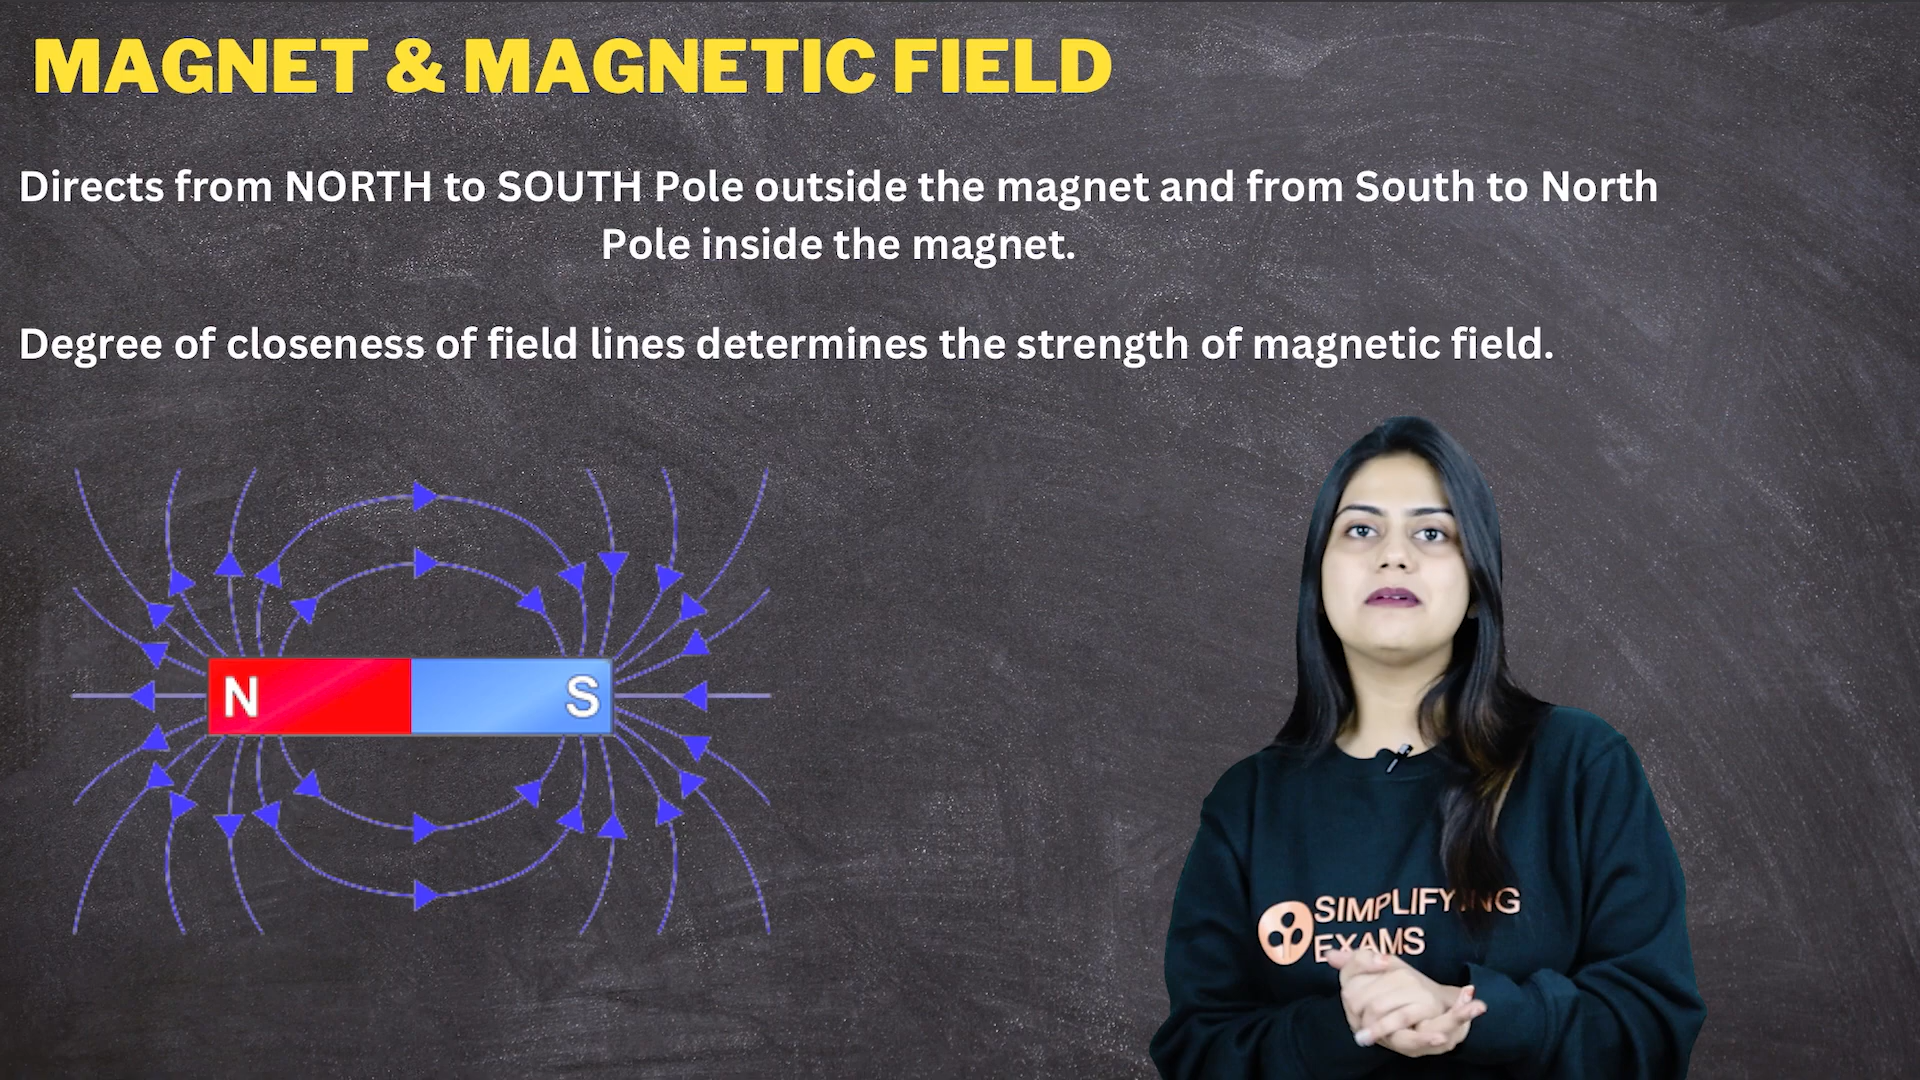 MAGNET & MAGNETIC FIELD
Directs from NORTH to SOUTH Pole outside the magnet and from South to North
Pole inside the magnet.
Degree of closeness of field lines determines the strength of magnetic field.
N S
SIMPLIFYING
EXAMS